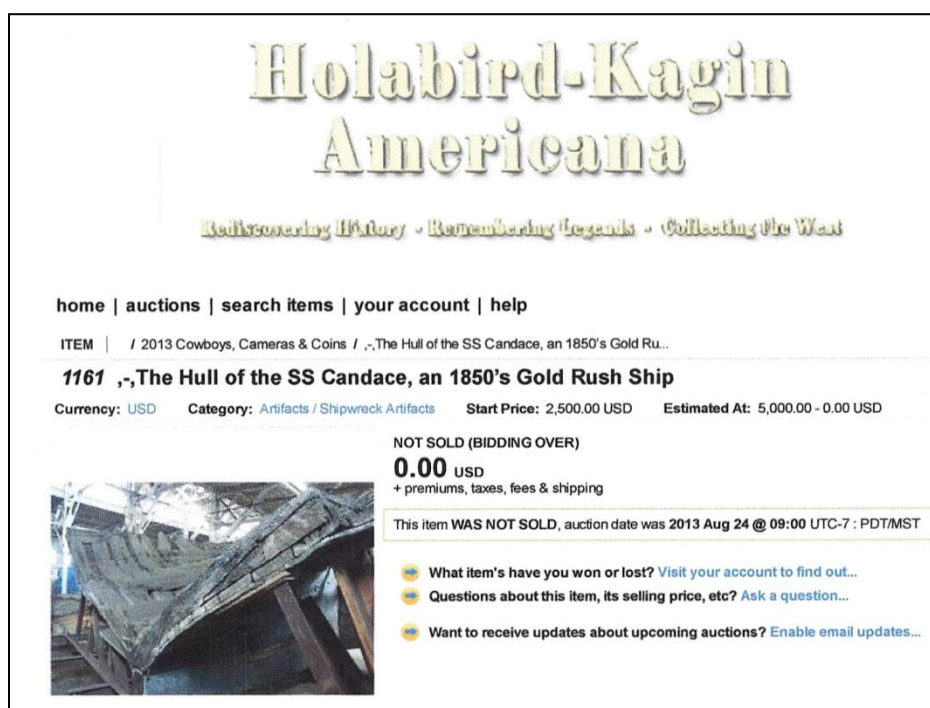 Holabird-Kagin
Americana
Rediscovering History - Remembering Legends - Collecting the West
home | auctions | search items | your account | help
ITEM | / 2013 Cowboys, Cameras & Coins / ,-,The Hull of the SS Candace, an 1850's Gold Ru...
1161 ,-,The Hull of the SS Candace, an 1850's Gold Rush Ship
Currency: USD Category: Artifacts / Shipwreck Artifacts Start Price: 2,500.00 USD Estimated At: 5,000.00 - 0.00 USD
NOT SOLD (BIDDING OVER)
0.00 USD
+ premiums, taxes, fees & shipping
This item WAS NOT SOLD, auction date was 2013 Aug 24 @ 09:00 UTC-7 : PDT/MST
What item's have you won or lost? Visit your account to find out...
Questions about this item, its selling price, etc? Ask a question...
Want to receive updates about upcoming auctions? Enable email updates...